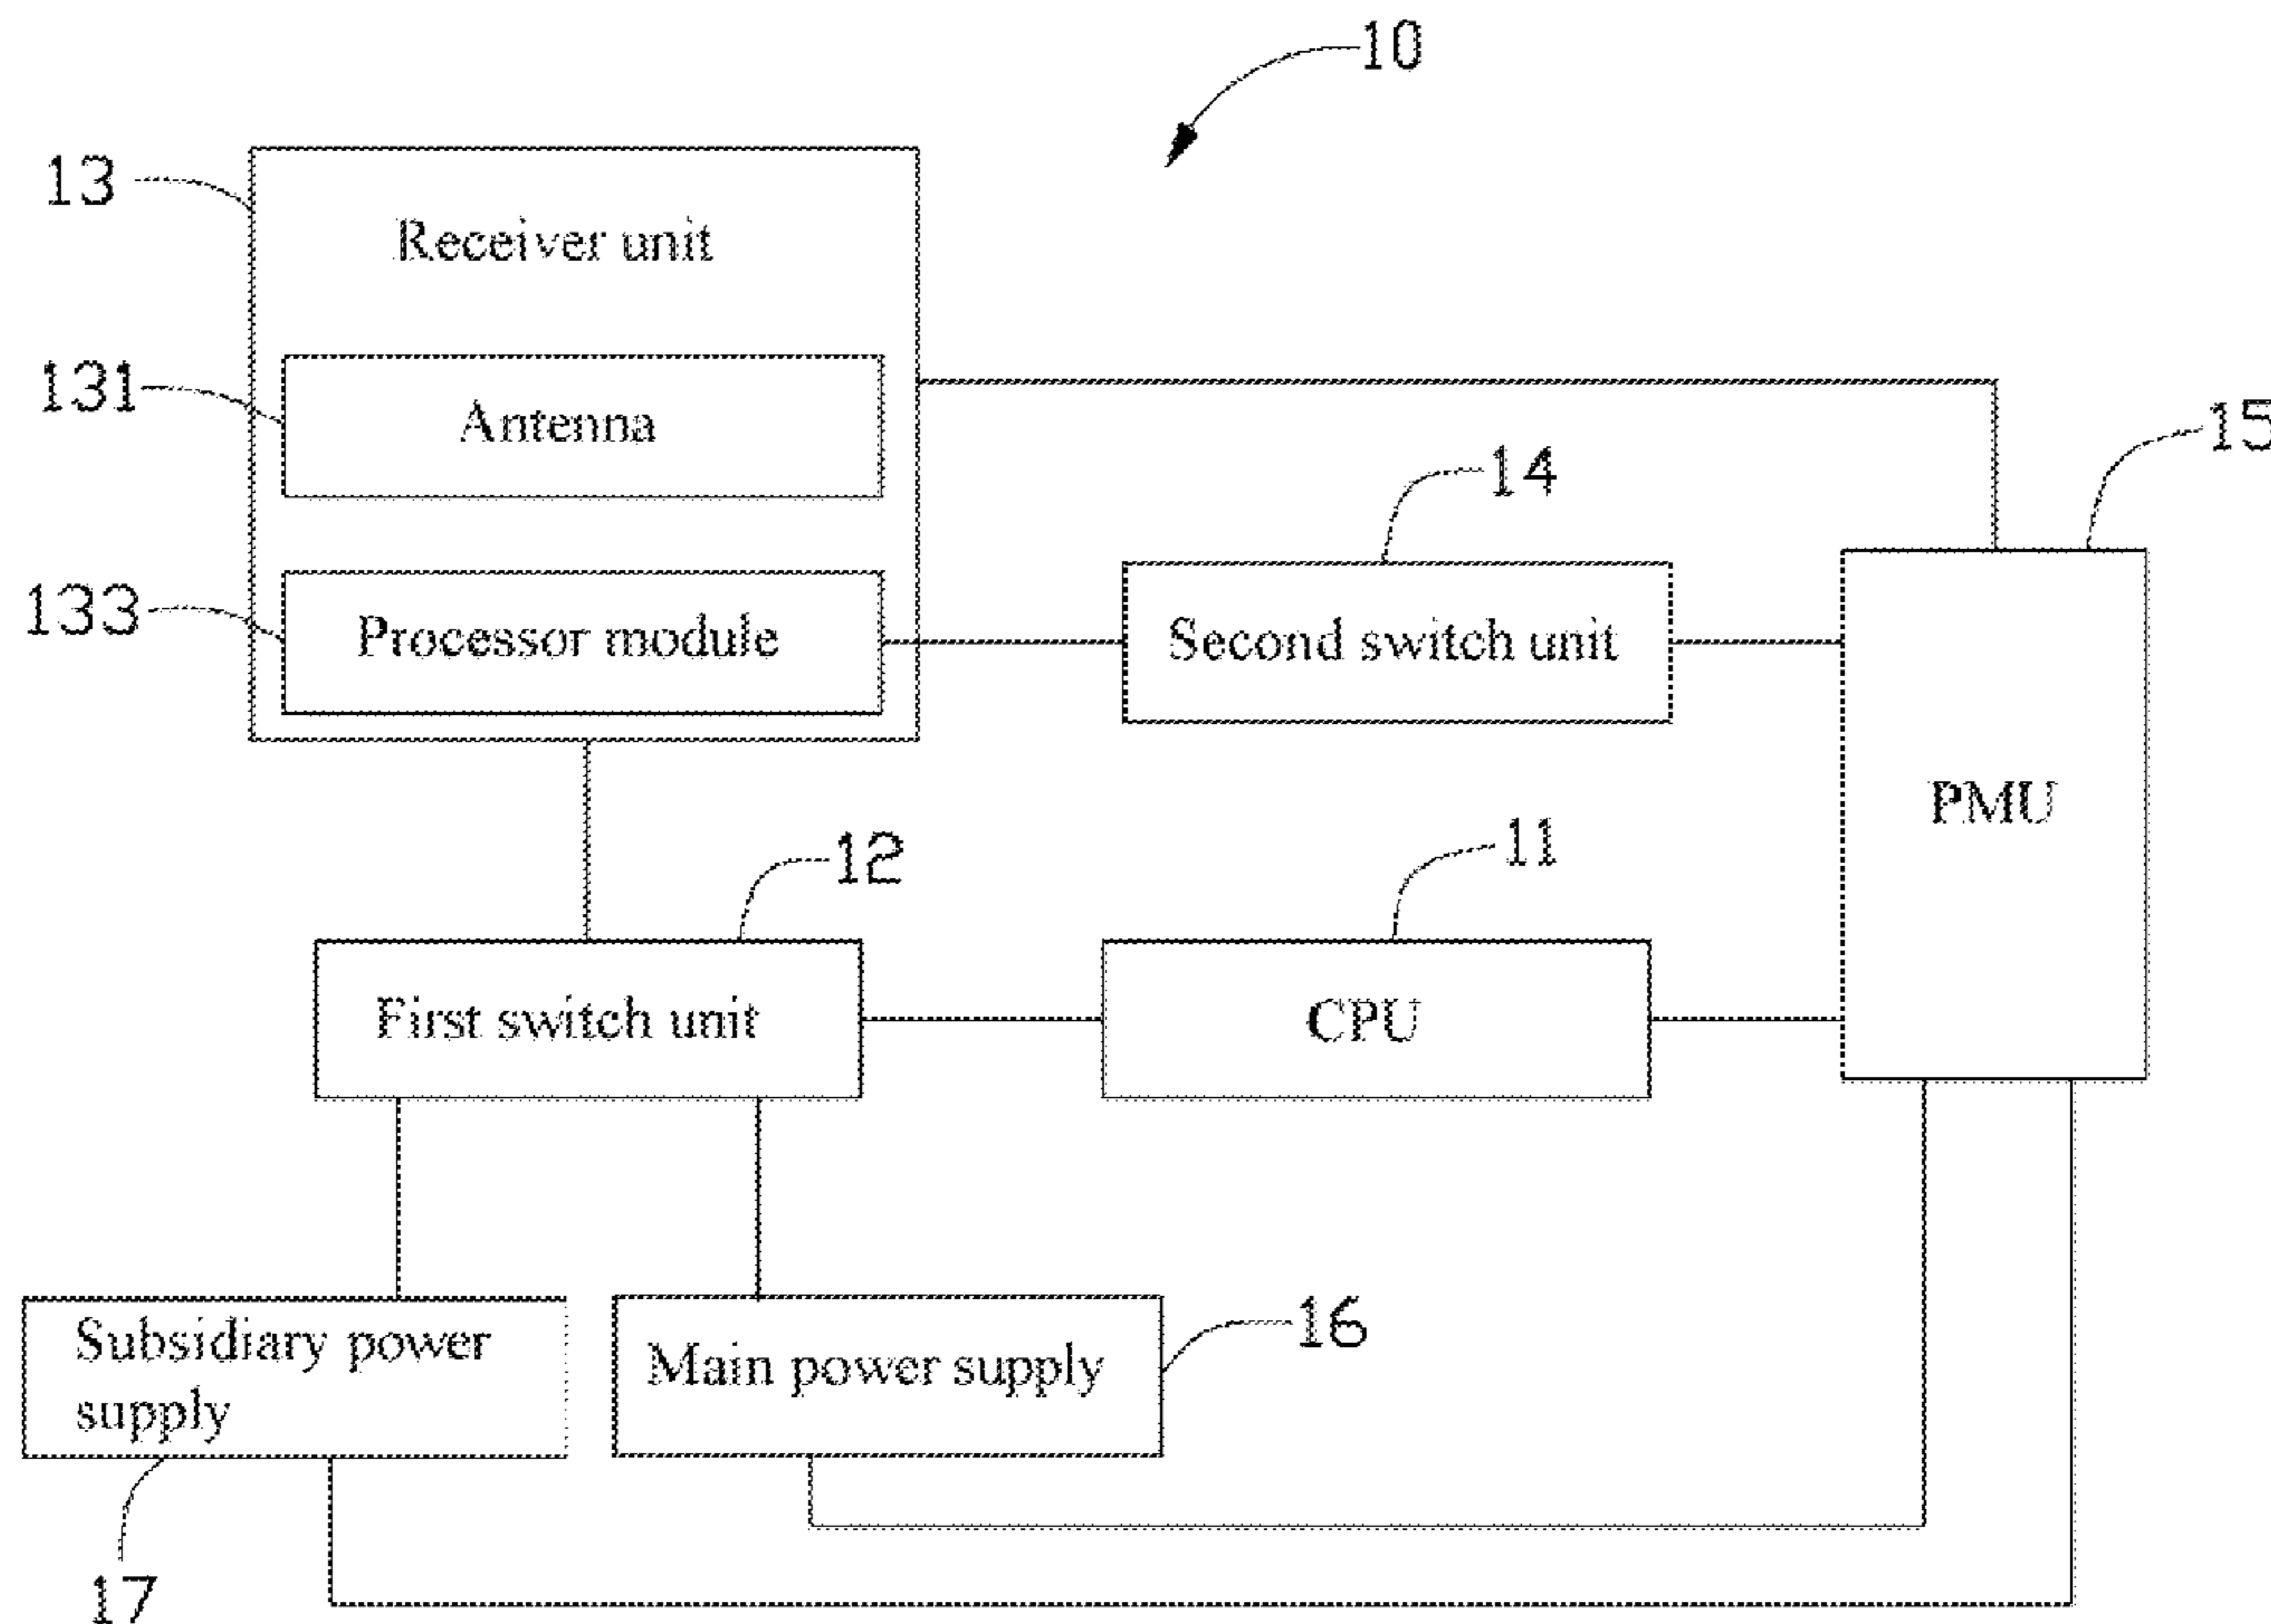 10
13
Receiver unit
131
Antenna
15
14
133
Processor module
Second switch unit
PMU
12
11
First switch unit
CPU
16
Subsidiary power
supply
Main power supply
17